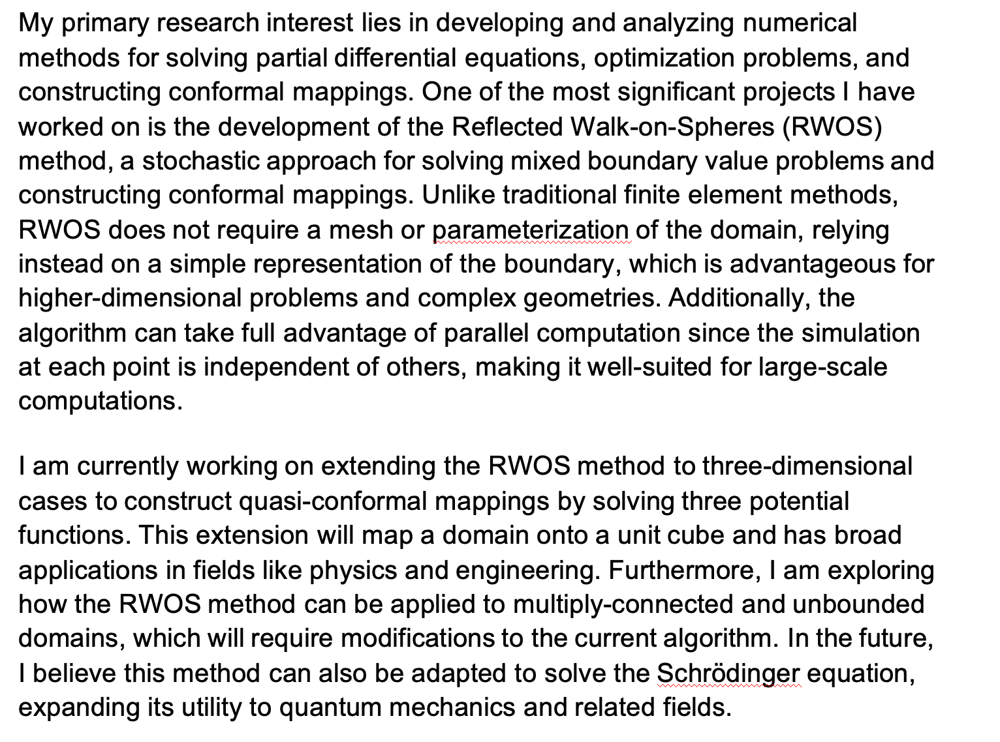 My primary research interest lies in developing and analyzing numerical
methods for solving partial differential equations, optimization problems, and
constructing conformal mappings. One of the most significant projects I have
worked on is the development of the Reflected Walk-on-Spheres (RWOS)
method, a stochastic approach for solving mixed boundary value problems and
constructing conformal mappings. Unlike traditional finite element methods,
RWOS does not require a mesh or parameterization of the domain, relying
instead on a simple representation of the boundary, which is advantageous for
higher-dimensional problems and complex geometries. Additionally, the
algorithm can take full advantage of parallel computation since the simulation
at each point is independent of others, making it well-suited for large-scale
computations.
I am currently working on extending the RWOS method to three-dimensional
cases to construct quasi-conformal mappings by solving three potential
functions. This extension will map a domain onto a unit cube and has broad
applications in fields like physics and engineering. Furthermore, I am exploring
how the RWOS method can be applied to multiply-connected and unbounded
domains, which will require modifications to the current algorithm. In the future,
I believe this method can also be adapted to solve the Schrödinger equation,
expanding its utility to quantum mechanics and related fields.